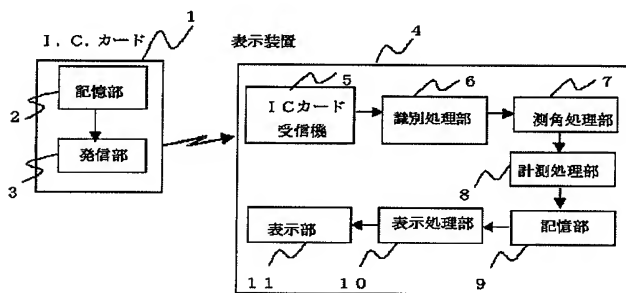 1
I. C. カード
表示装置
4
記憶部
2
発信部
3
5
ICカード
受信機
6
識別処理部
7
測角処理部
計測処理部
8
表示部
表示処理部
記憶部
11
10
9